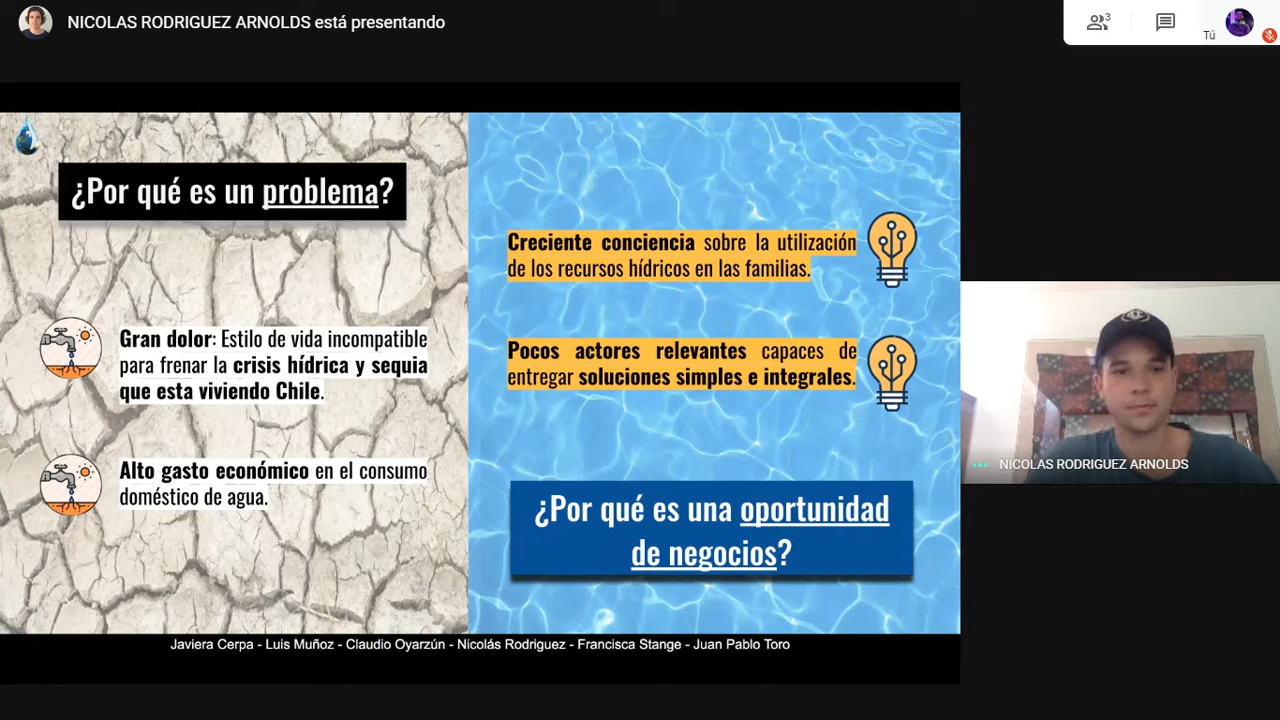 NICOLAS RODRIGUEZ ARNOLDS está presentando
3
Tú
¿Por qué es un problema?
Gran dolor: Estilo de vida incompatible
para frenar la crisis hídrica y sequia
que esta viviendo Chile.
Alto gasto económico en el consumo
doméstico de agua.
Creciente conciencia sobre la utilización
de los recursos hídricos en las familias.
Pocos actores relevantes capaces de
entregar soluciones simples e integrales.
¿Por qué es una oportunidad
de negocios?
NICOLAS RODRIGUEZ ARNOLDS
Javiera Cerpa - Luis Muñoz - Claudio Oyarzún - Nicolás Rodriguez - Francisca Stange - Juan Pablo Toro